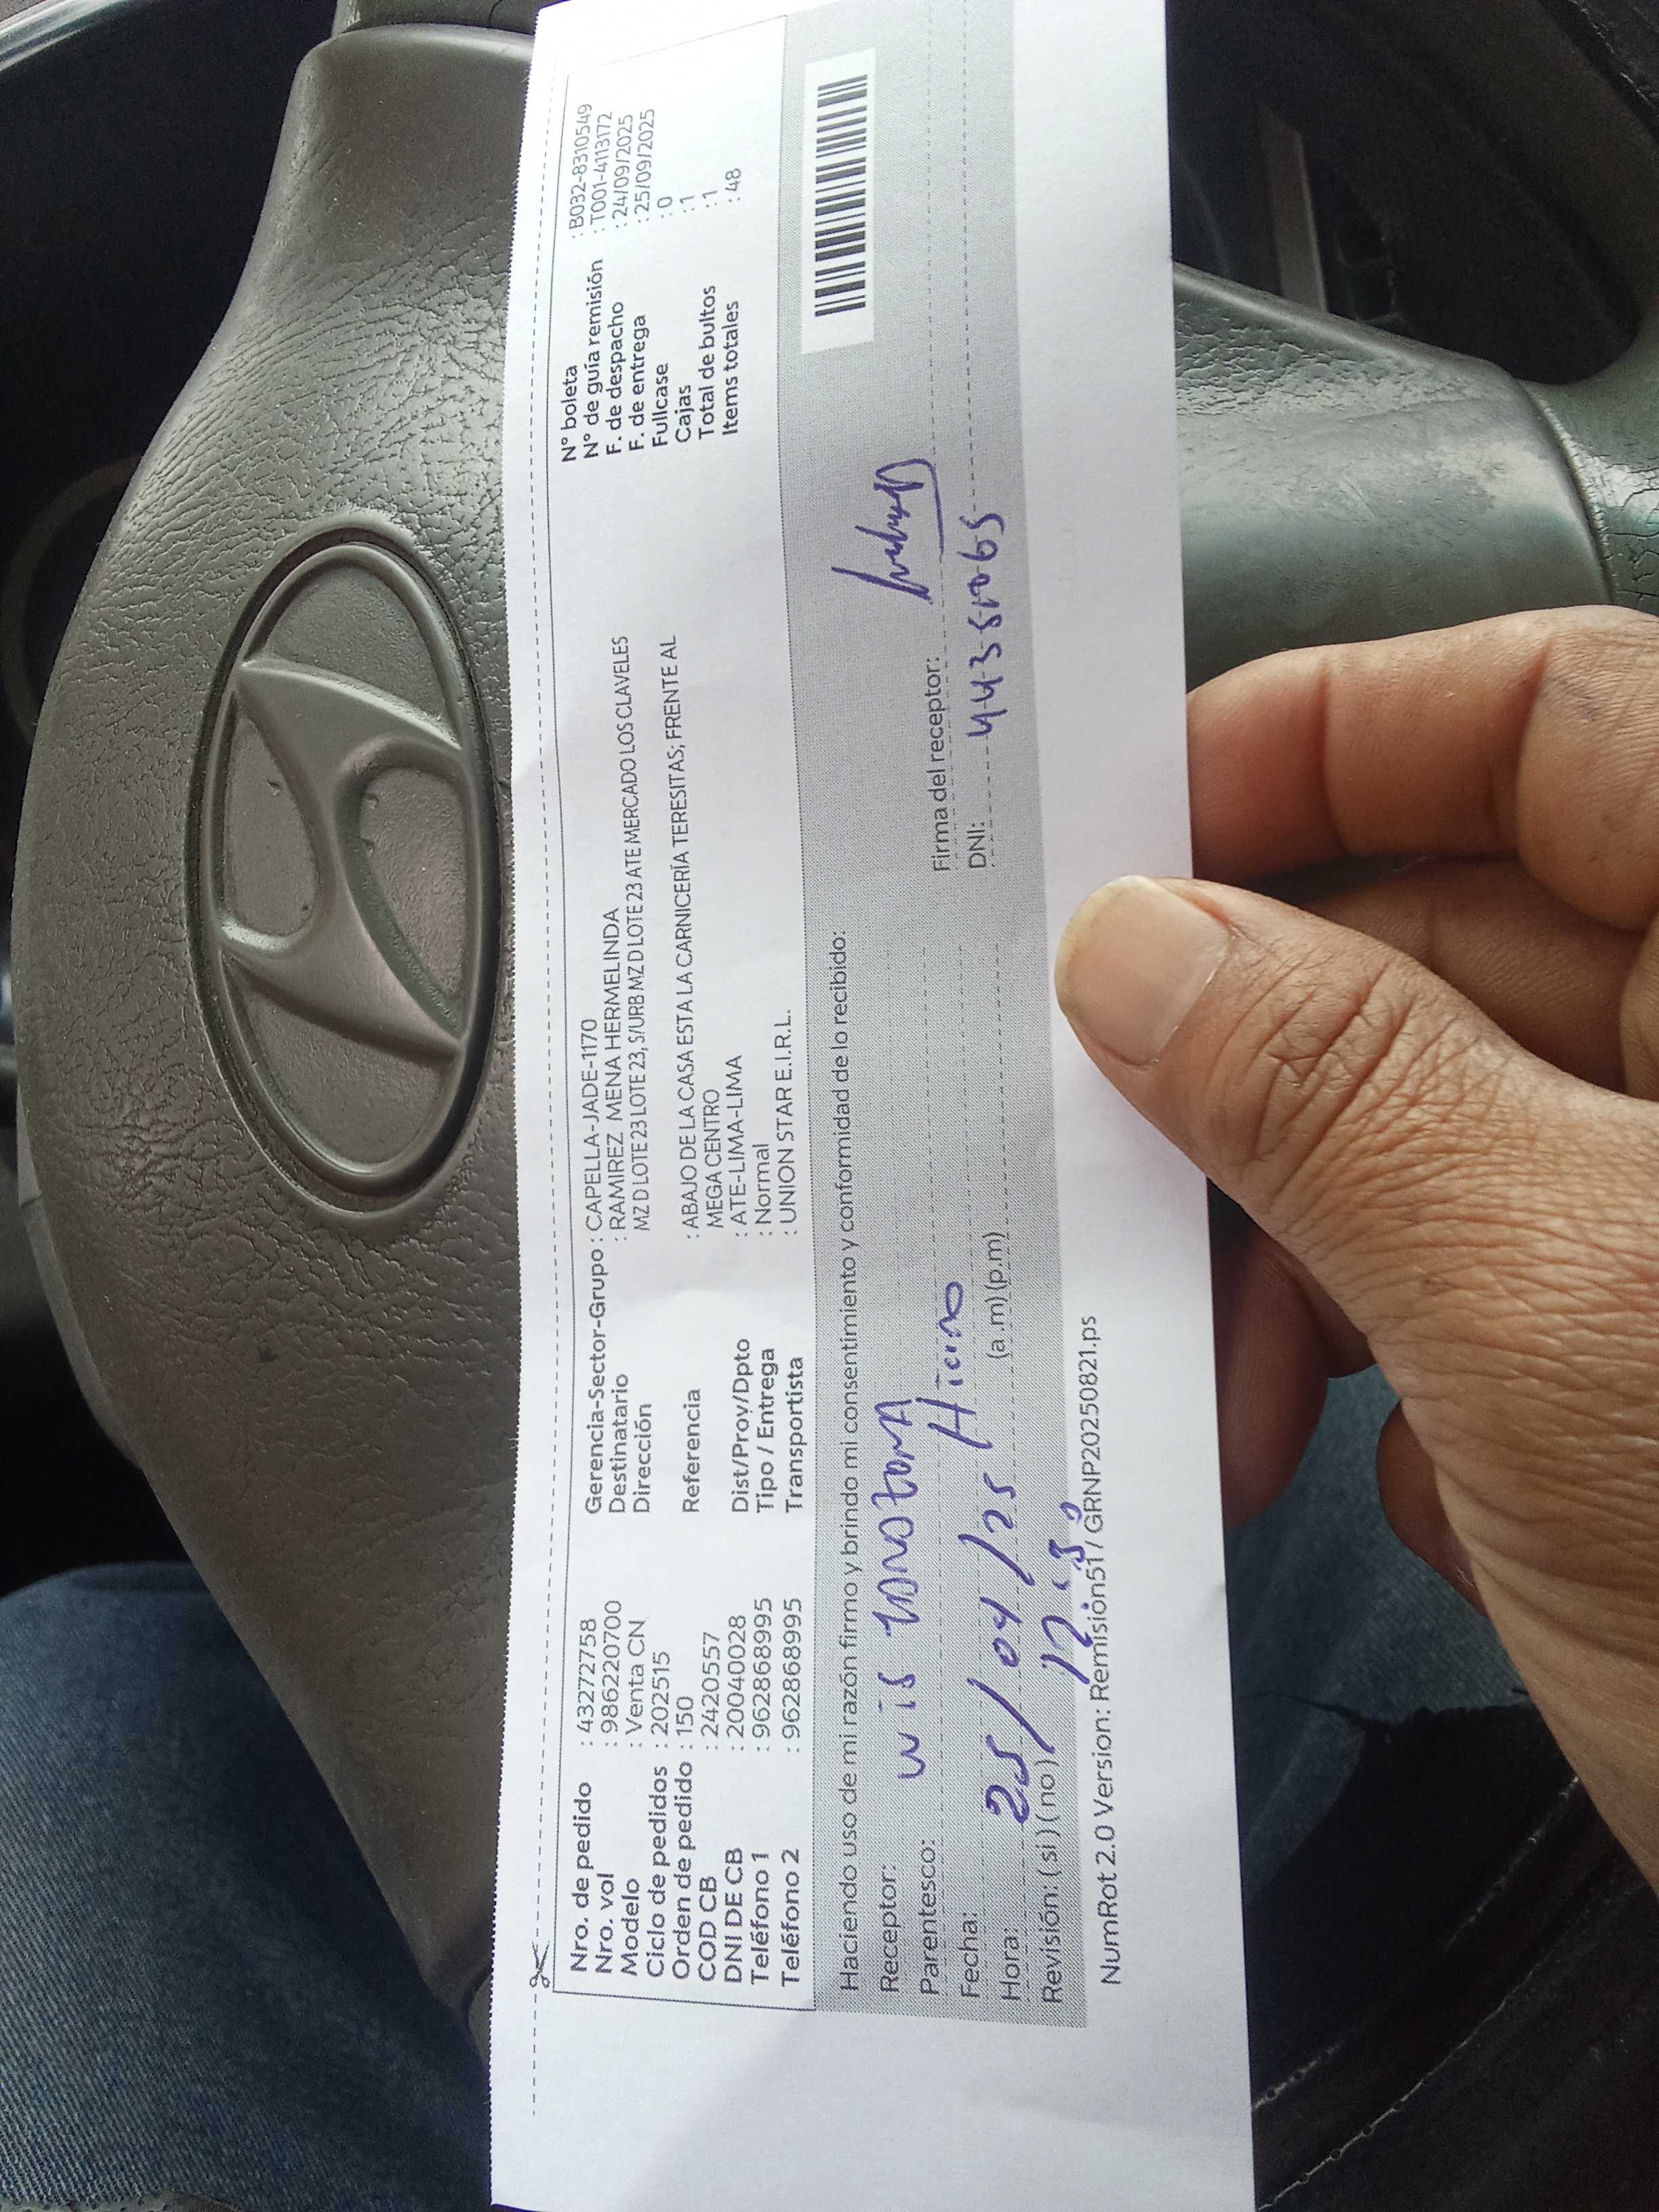 Nro. de pedido : 43272758 Gerencia-Sector-Grupo : CAPELLA-JADE-1170 N° boleta : B032-8310549
Nro. vol : 986220700 Destinatario : RAMIREZ MENA HERMELINDA N° de guía remisión : T001-4113172
Modelo : Venta CN Dirección MZ D LOTE 23 LOTE 23, S/URB MZ D LOTE 23 ATE MERCADO LOS CLAVELES F. de despacho : 24/09/2025
Ciclo de pedidos : 202515 F. de entrega : 25/09/2025
Orden de pedido : 150 Referencia : ABAJO DE LA CASA ESTA LA CARNICERÍA TERESITAS; FRENTE AL Fullcase : 0
COD CB : 2420557 MEGA CENTRO Cajas : 1
DNI DE CB : 20040028 Dist/Prov/Dpto : ATE-LIMA-LIMA Total de bultos : 1
Teléfono 1 : 962868995 Tipo / Entrega : Normal Items totales : 48
Teléfono 2 : 962868995 Transportista : UNION STAR E.I.R.L.
Haciendo uso de mi razón firmo y brindo mi consentimiento y conformidad de lo recibido:
Receptor: wis
Parentesco: Firma del receptor:
Fecha: 25/09/25 DNI:
Hora: (a.m) (p.m)
Revisión: (si) (no)
NumRot 2.0 Version: Remisión51 / GRNP20250821.ps